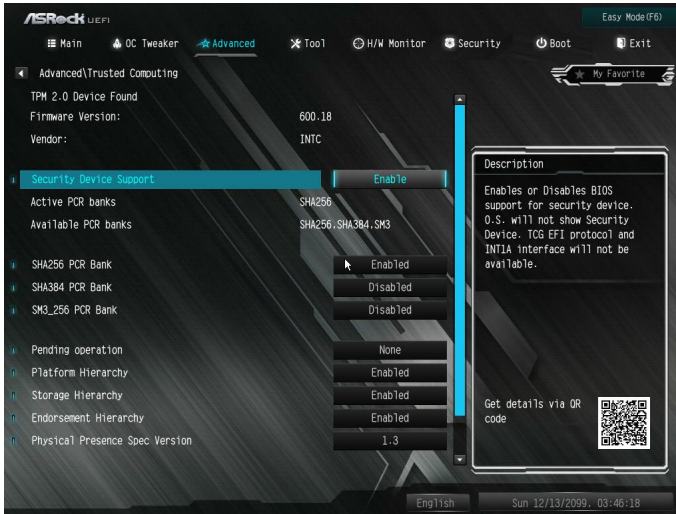 ASRock UEFI
Easy Mode(F6)
Main OC Tweaker Advanced Tool H/W Monitor Security Boot Exit
Advanced\Trusted Computing
My Favorite
TPM 2.0 Device Found
Firmware Version: 600.18
Vendor: INTC
Security Device Support Enable
Active PCR banks SHA256
Available PCR banks SHA256,SHA384,SM3
SHA256 PCR Bank Enabled
SHA384 PCR Bank Disabled
SM3_256 PCR Bank Disabled
Pending operation None
Platform Hierarchy Enabled
Storage Hierarchy Enabled
Endorsement Hierarchy Enabled
Physical Presence Spec Version 1.3
Description
Enables or Disables BIOS
support for security device.
O.S. will not show Security
Device. TCG EFI protocol and
INT1A interface will not be
available.
Get details via QR
code
English
Sun 12/13/2099, 03:46:18